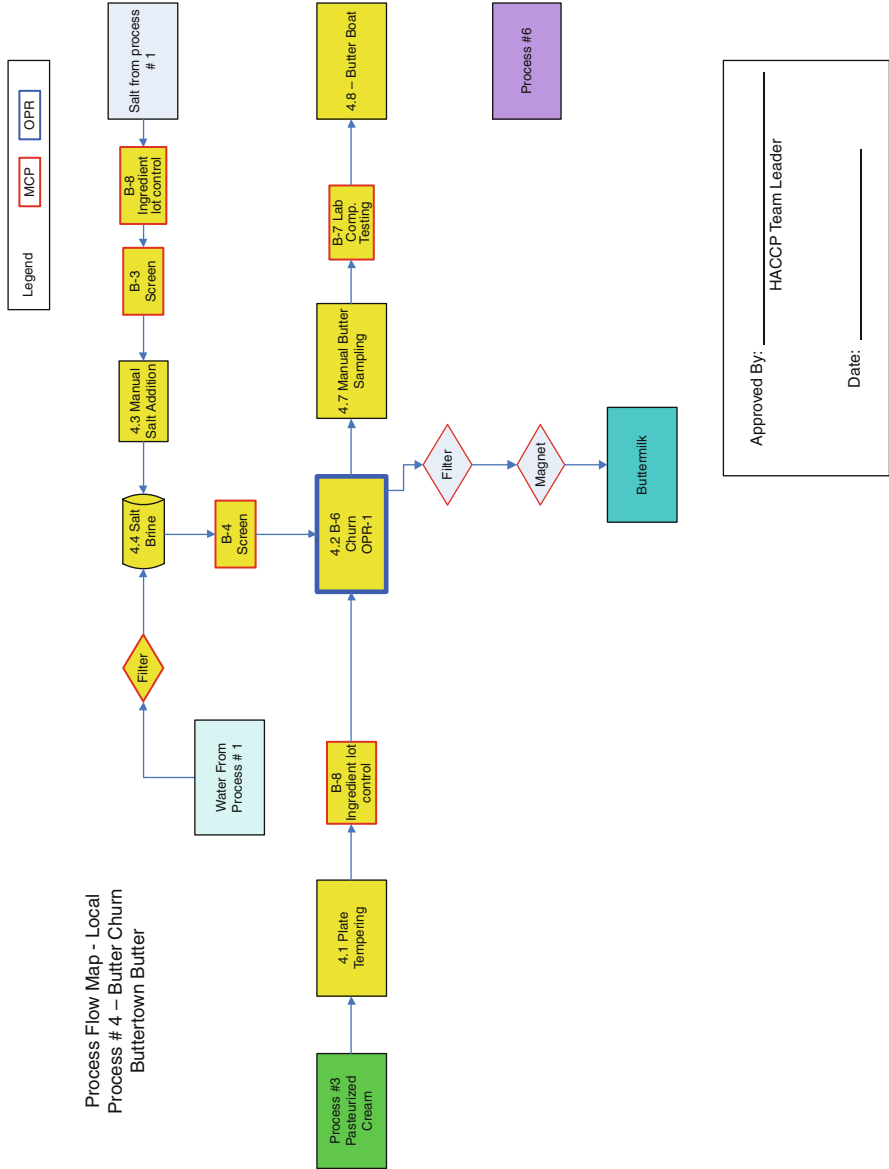 Process Flow Map - Local
Process # 4 – Butter Churn
Buttertown Butter
Legend
MCP
OPR
Water From
Process # 1
Filter
4.4 Salt
Brine
4.3 Manual
Salt Addition
B-3
Screen
B-8
Ingredient
lot control
Salt from process
# 1
B-4
Screen
Process #3
Pasteurized
Cream
4.1 Plate
Tempering
B-8
Ingredient lot
control
4.2 B-6
Churn
OPR-1
4.7 Manual Butter
Sampling
B-7 Lab
Comp.
Testing
4.8 – Butter Boat
Filter
Magnet
Buttermilk
Process #6
Approved By:
HACCP Team Leader
Date: